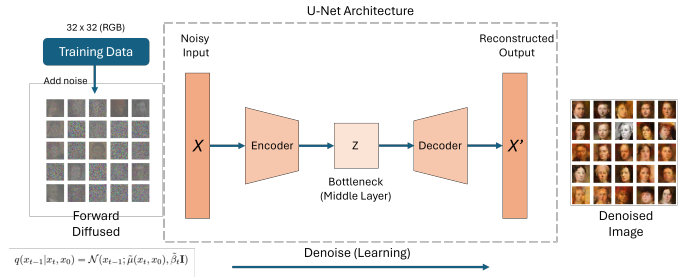 U-Net Architecture
32 x 32 (RGB)
Training Data
Add noise
Forward
Diffused
Noisy
Input
X
Encoder
Z
Bottleneck
(Middle Layer)
Decoder
Reconstructed
Output
X'
Denoised
Image
q(x_{t-1}|x_t, x_0) = \mathcal{N}(x_{t-1}; \tilde{\mu}(x_t, x_0), \tilde{\beta}_t \mathbf{I})
Denoise (Learning)